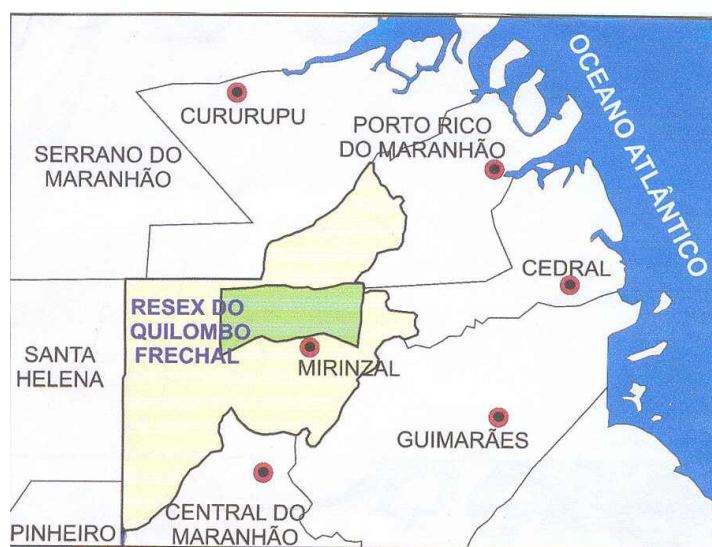 OCEANO ATLÂNTICO
CURURUPU
PORTO RICO
DO MARANHÃO
SERRANO DO
MARANHÃO
CEDRAL
RESEX DO
QUILOMBO
FRECHAL
SANTA
HELENA
MIRINZAL
GUIMARÃES
CENTRAL DO
MARANHÃO
PINHEIRO